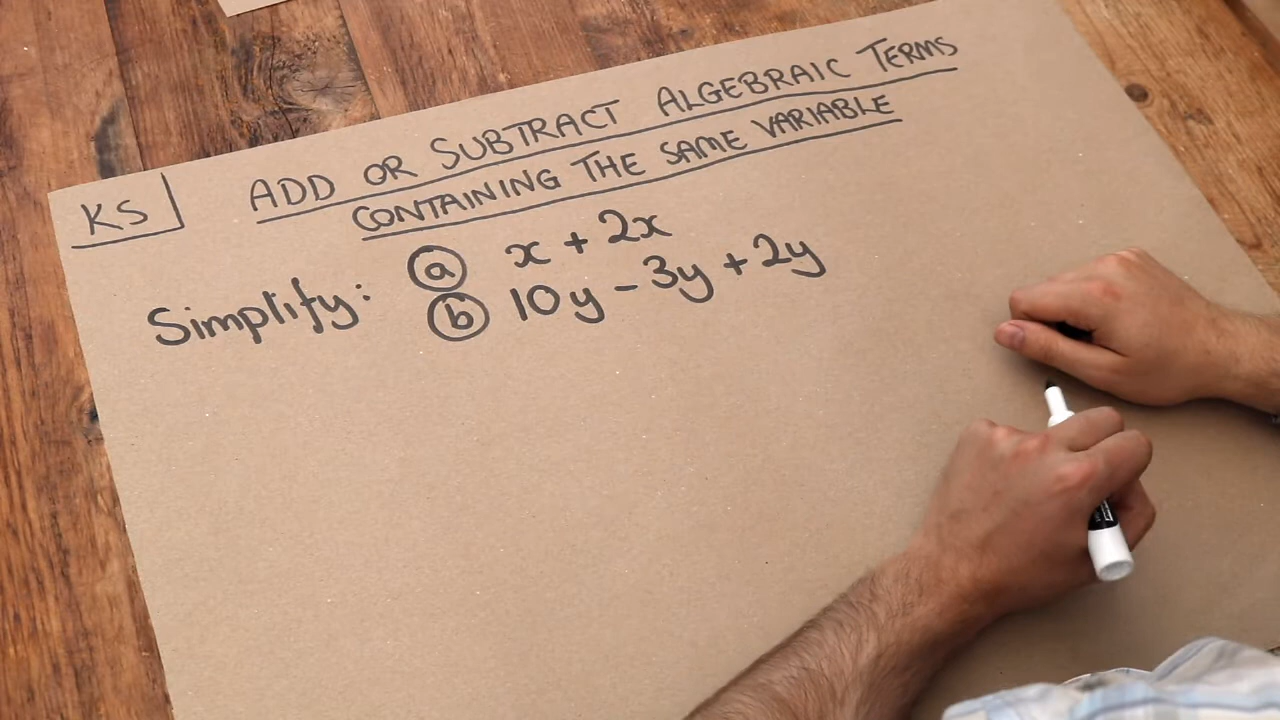 KS
ADD OR SUBTRACT ALGEBRAIC TERMS
CONTAINING THE SAME VARIABLE
Simplify: (a) x + 2x
(b) 10y - 3y + 2y